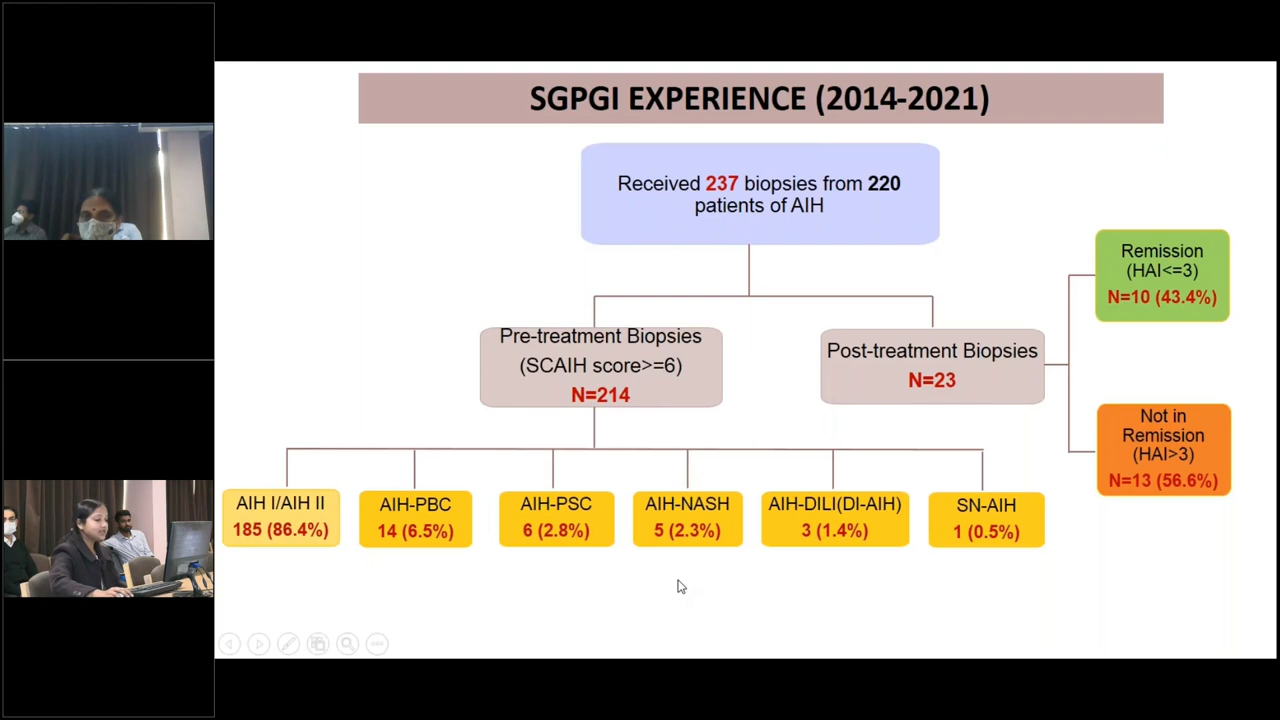 SGPGI EXPERIENCE (2014-2021)
Received 237 biopsies from 220
patients of AIH
Pre-treatment Biopsies
(SCAIH score>=6)
N=214
Post-treatment Biopsies
N=23
Remission
(HAI<=3)
N=10 (43.4%)
Not in
Remission
(HAI>3)
N=13 (56.6%)
AIH I/AIH II
185 (86.4%)
AIH-PBC
14 (6.5%)
AIH-PSC
6 (2.8%)
AIH-NASH
5 (2.3%)
AIH-DILI(DI-AIH)
3 (1.4%)
SN-AIH
1 (0.5%)